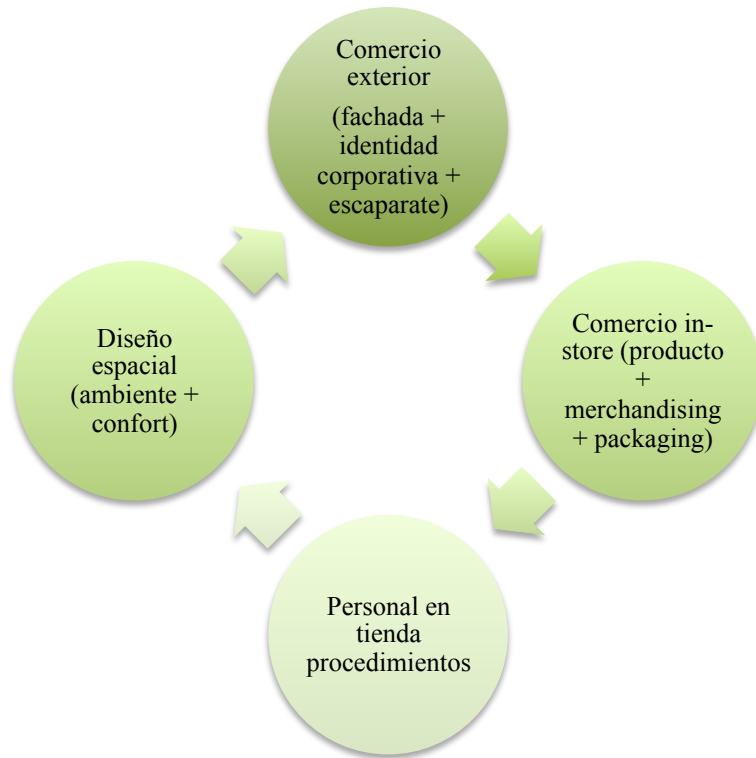 Comercio
exterior
(fachada +
identidad
corporativa +
escaparate)
Diseño
espacial
(ambiente +
confort)
Comercio in-
store (producto
+
merchandising
+ packaging)
Personal en
tienda
procedimientos